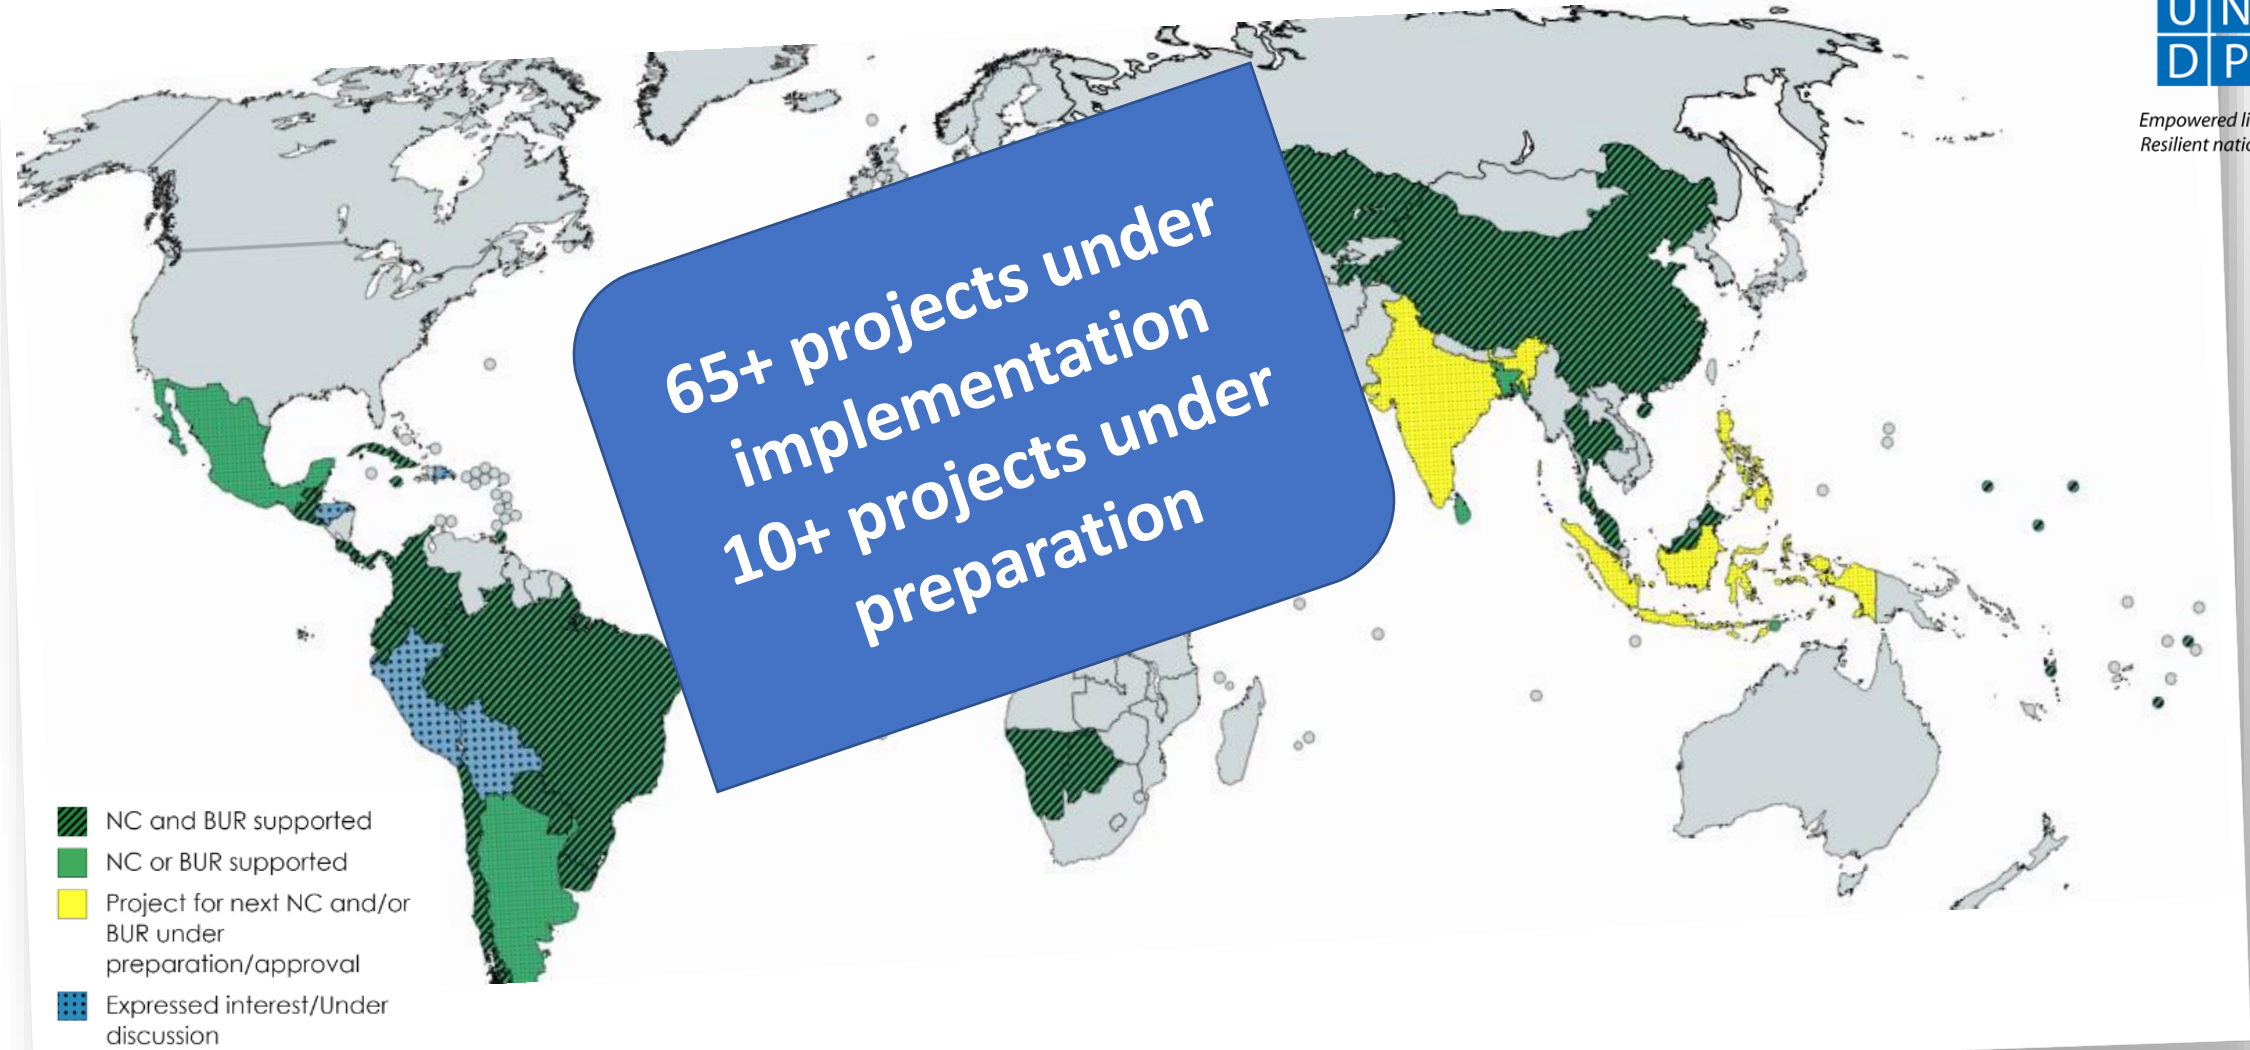 UN
DP
Empowered li
Resilient natio
65+ projects under
implementation
10+ projects under
preparation
NC and BUR supported
NC or BUR supported
Project for next NC and/or
BUR under
preparation/approval
Expressed interest/Under
discussion